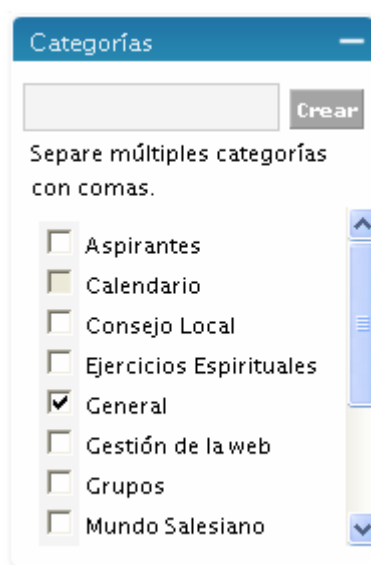 Categorías
Crear
Separe múltiples categorías
con comas.
Aspirantes
Calendario
Consejo Local
Ejercicios Espirituales
General
Gestión de la web
Grupos
Mundo Salesiano